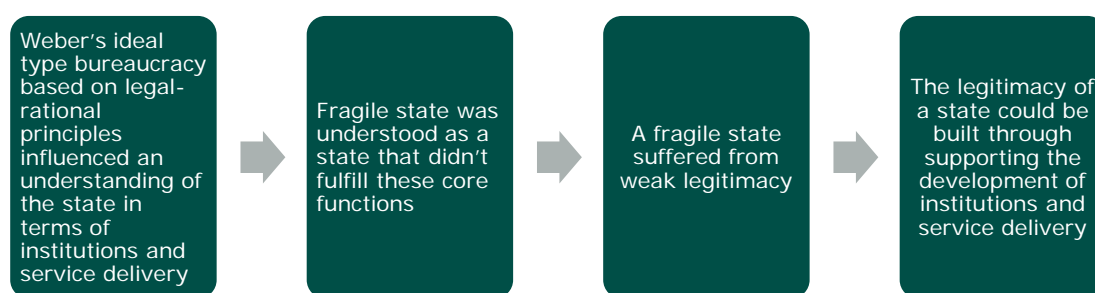 Weber's ideal
type bureaucracy
based on legal-
rational
principles
influenced an
understanding of
the state in
terms of
institutions and
service delivery
Fragile state was
understood as a
state that didn't
fulfill these core
functions
A fragile state
suffered from
weak legitimacy
The legitimacy of
a state could be
built through
supporting the
development of
institutions and
service delivery